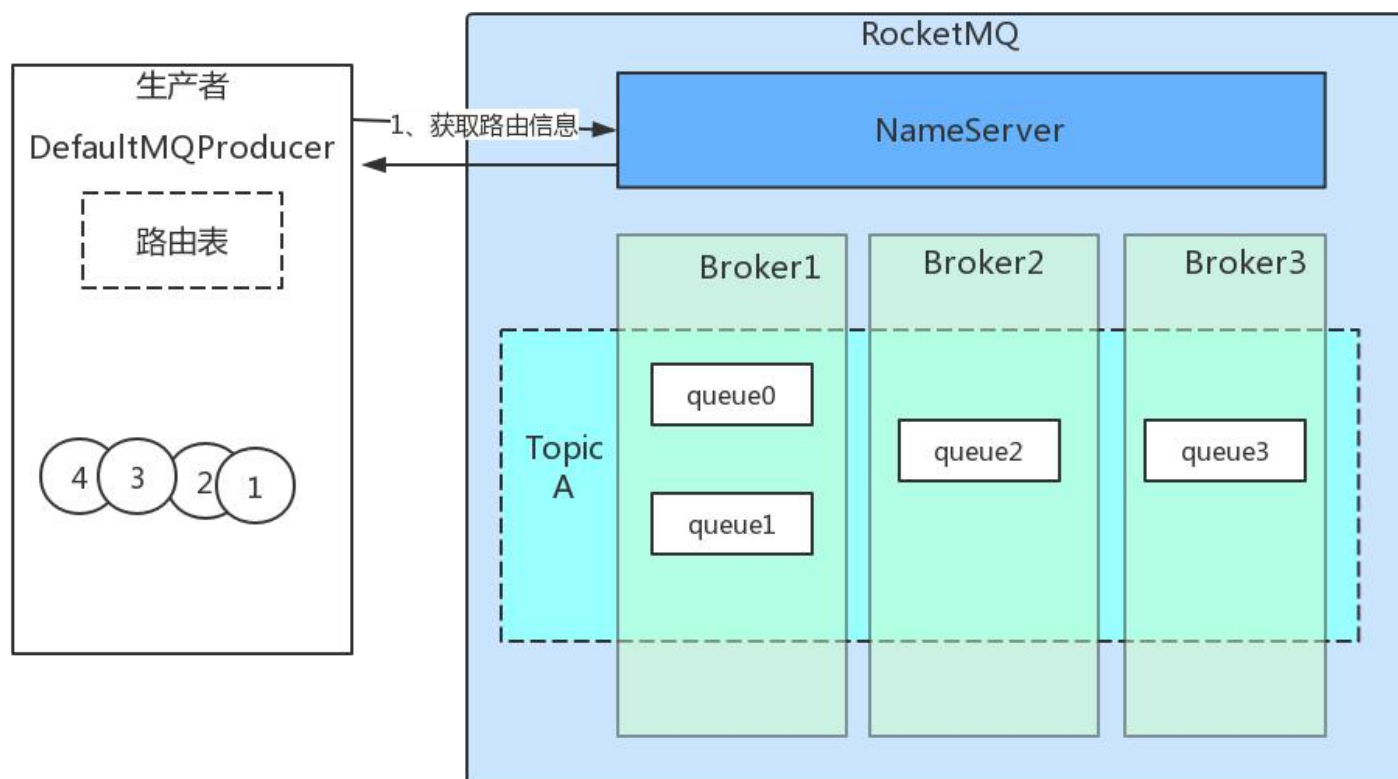 RocketMQ
生产者
DefaultMQProducer
路由表
4
3
2
1
1、获取路由信息
NameServer
Broker1
Broker2
Broker3
Topic
A
queue0
queue1
queue2
queue3